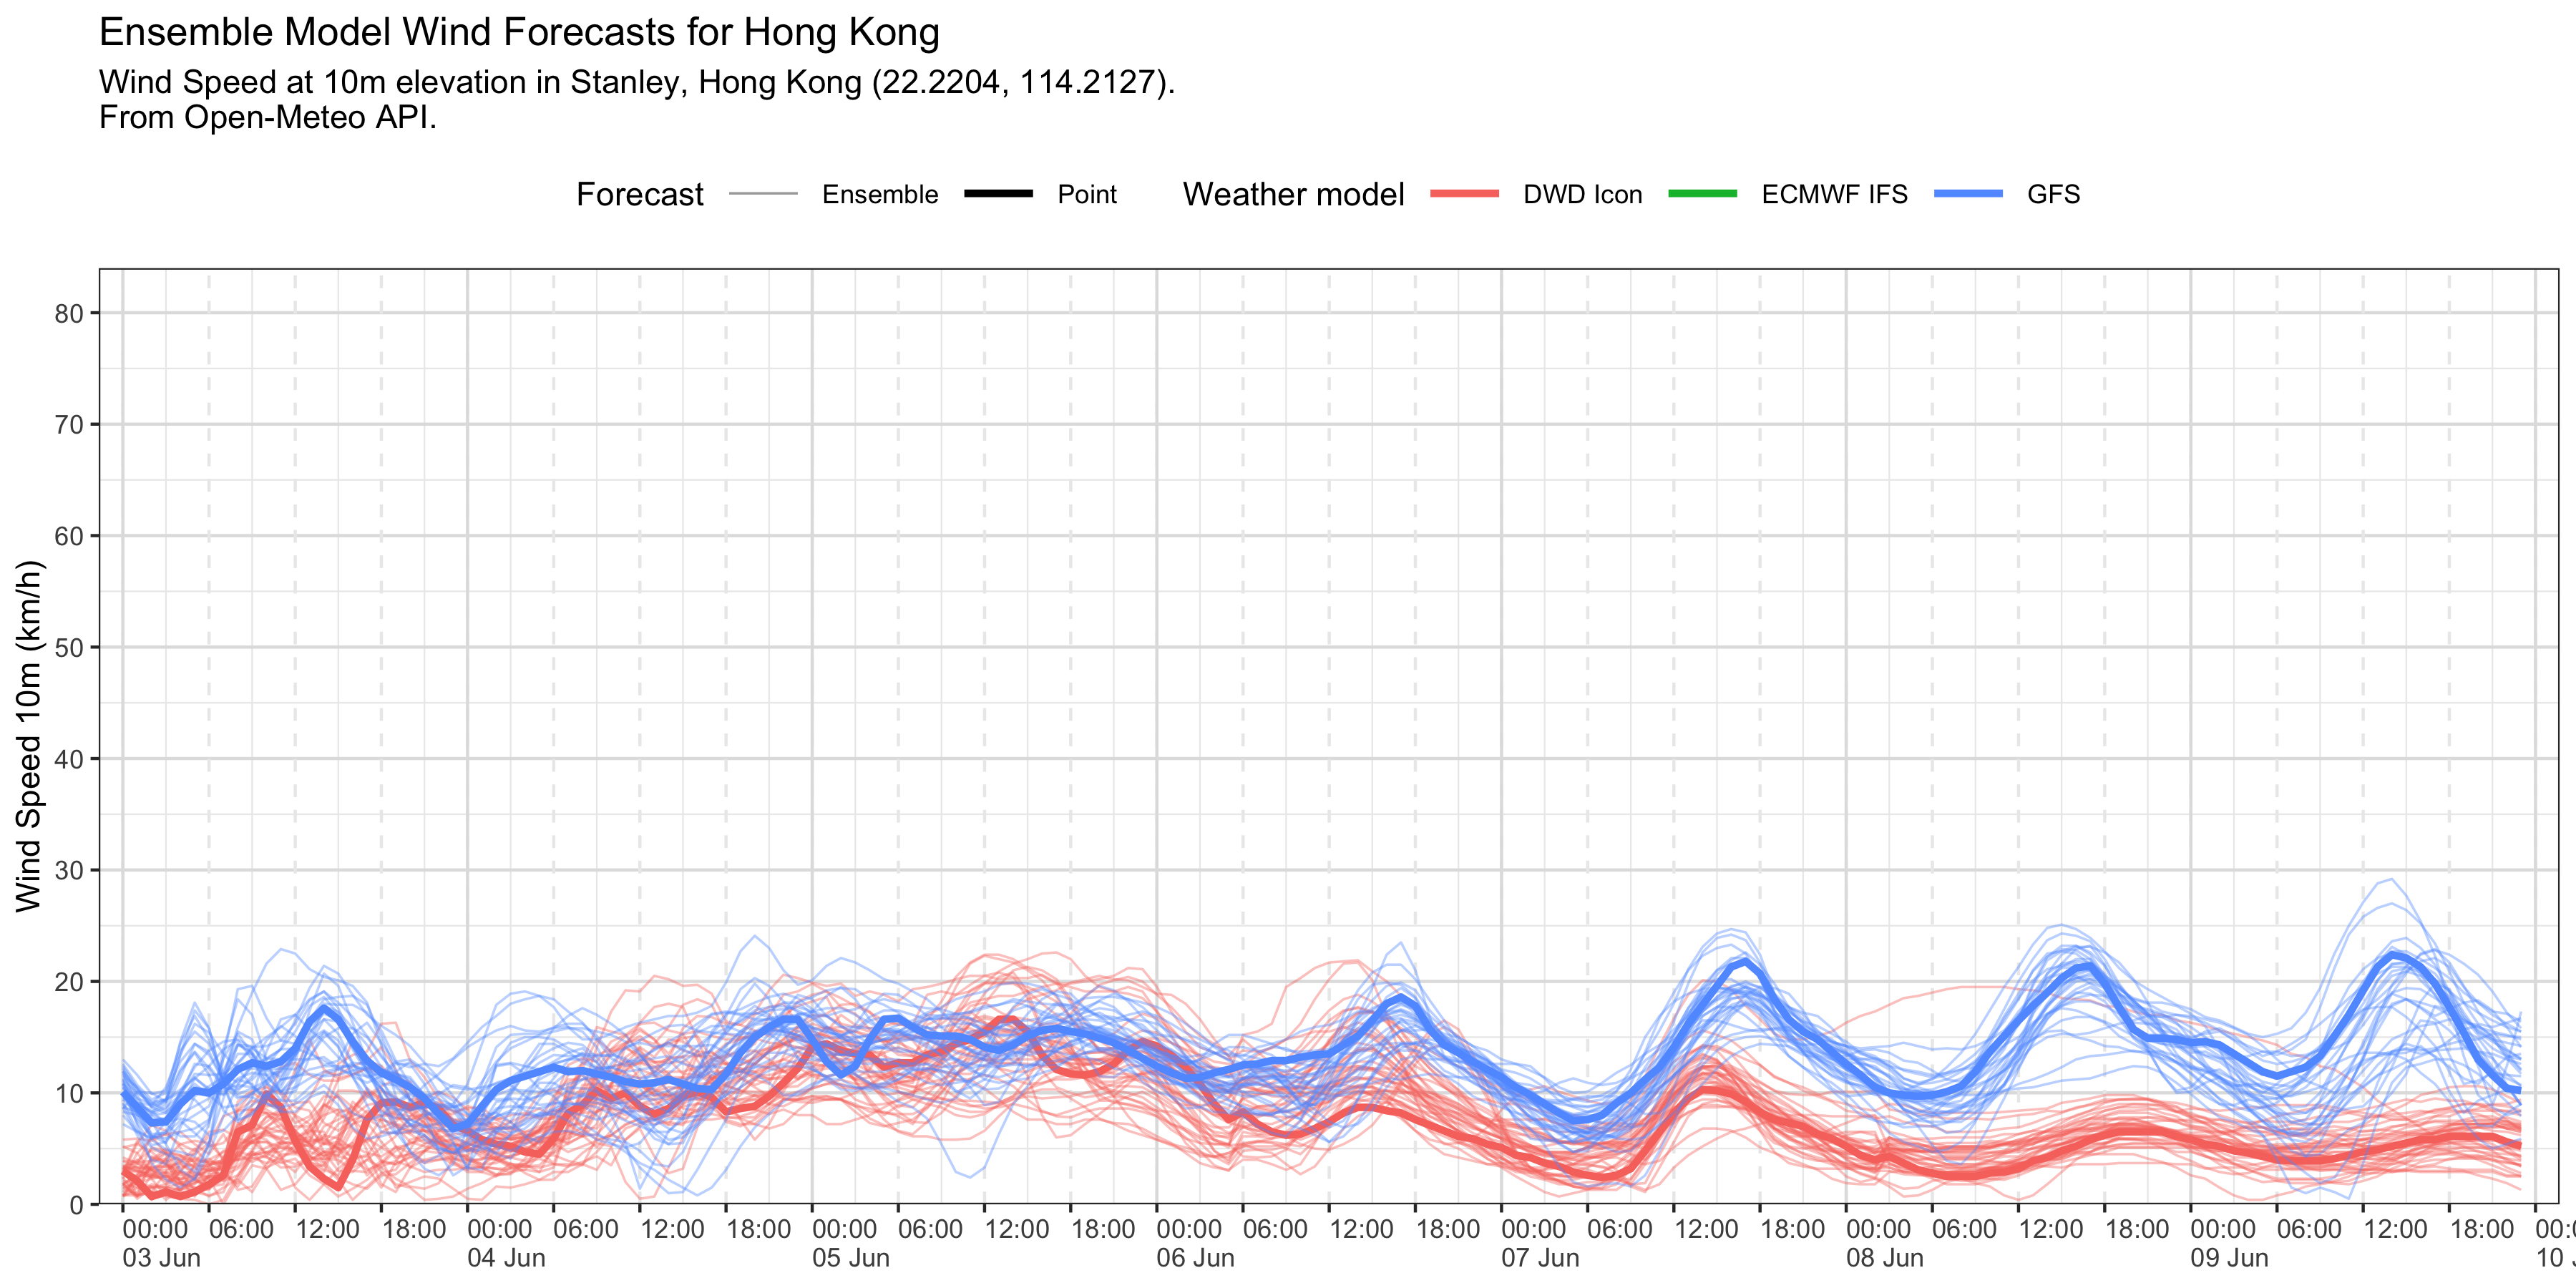 Ensemble Model Wind Forecasts for Hong Kong
Wind Speed at 10m elevation in Stanley, Hong Kong (22.2204, 114.2127).
From Open-Meteo API.
Forecast Ensemble Point Weather model DWD Icon ECMWF IFS GFS
Wind Speed 10m (km/h)
80
70
60
50
40
30
20
10
0
00:00 06:00 12:00 18:00 00:00 06:00 12:00 18:00 00:00 06:00 12:00 18:00 00:00 06:00 12:00 18:00 00:00 06:00 12:00 18:00 00:00 06:00 12:00 18:00 00:00 06:00 12:00 18:00
03 Jun 04 Jun 05 Jun 06 Jun 07 Jun 08 Jun 09 Jun 10